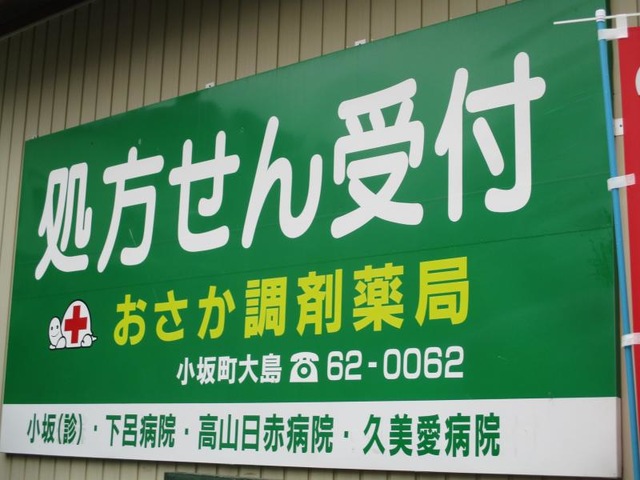 処方せん受付
おさか調剤薬局
小坂町大島☎62-0062
小坂(診)・下呂病院・高山日赤病院・久美愛病院